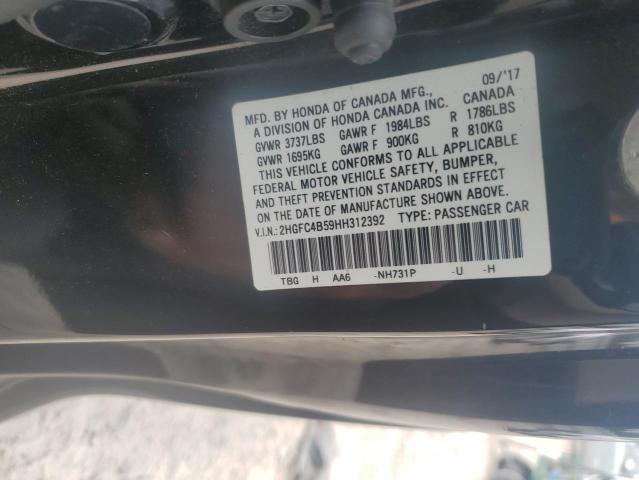 MFD. BY HONDA OF CANADA MFG., 09/'17
A DIVISION OF HONDA CANADA INC. CANADA
GVWR 3737LBS GAWR F 1984LBS R 1786LBS
GVWR 1695KG GAWR F 900KG R 810KG
THIS VEHICLE CONFORMS TO ALL APPLICABLE
FEDERAL MOTOR VEHICLE SAFETY, BUMPER,
AND THEFT PREVENTION STANDARDS IN EFFECT
ON THE DATE OF MANUFACTURE SHOWN ABOVE.
V.I.N.: 2HGFC4B59HH312392 TYPE: PASSENGER CAR
TBG H AA6 -NH731P -U -H